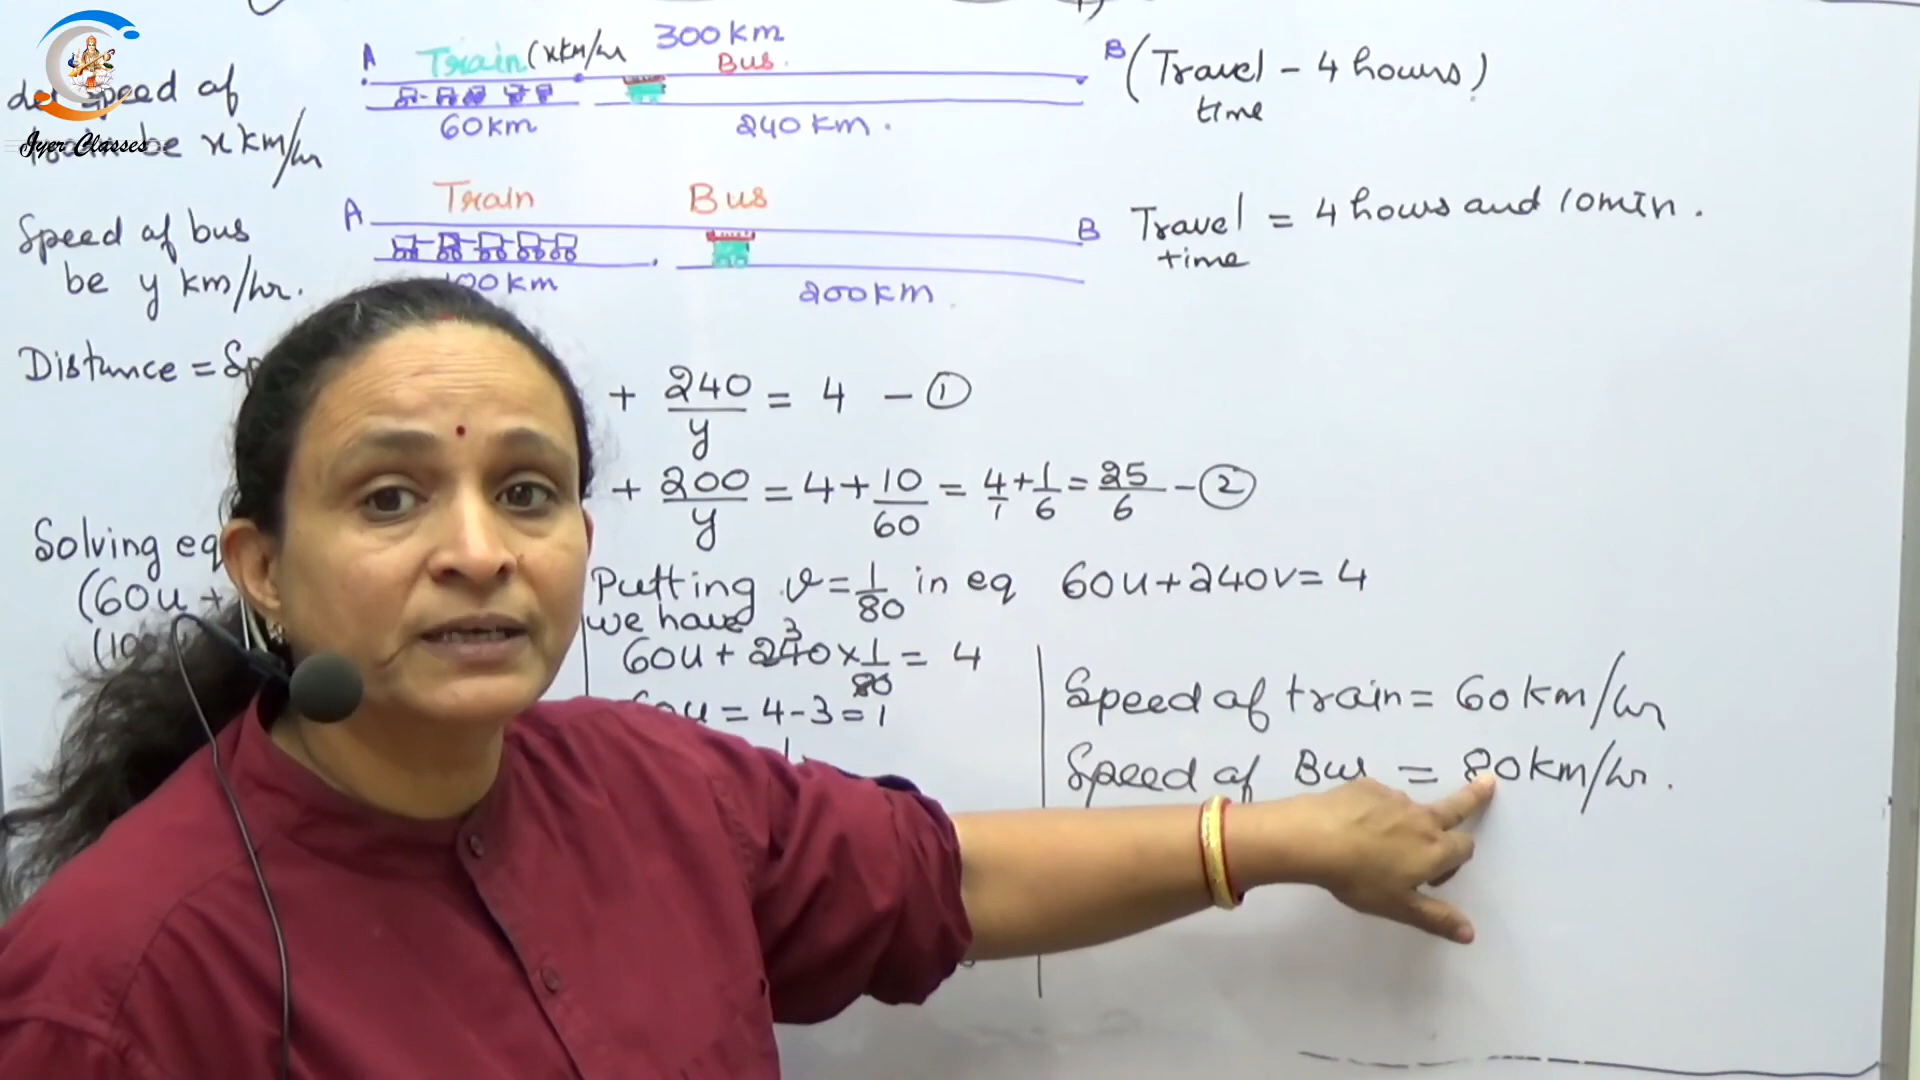 Iyer Classes
A Train (x km/hr 300 km
Bus.
B (Travel - 4 hours)
time
60 km 240 km.
speed of
be x km/hr
Train Bus
A B Travel = 4 hours and 10 min.
time
Speed of bus
be y km/hr.
00 km 200 km.
Distance =
+ 240/y = 4 - ①
+ 200/y = 4 + 10/60 = 4/1 + 1/6 = 25/6 - ②
Solving eq
(60u +
Putting v = 1/80 in eq 60u + 240v = 4
we have
60u + 240 3 × 1/80 = 4
u = 4 - 3 = 1
Speed of train = 60 km/hr
Speed of Bus = 80 km/hr.